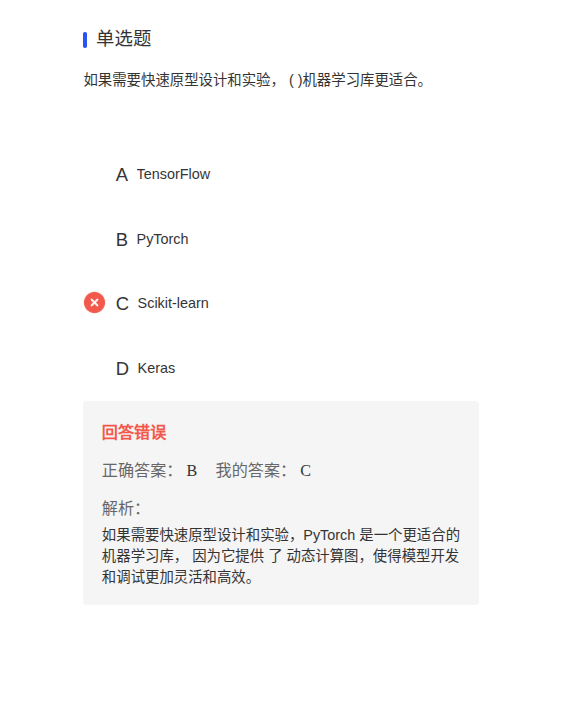 单选题
如果需要快速原型设计和实验， ( )机器学习库更适合。
A TensorFlow
B PyTorch
C Scikit-learn
D Keras
回答错误
正确答案： B 我的答案： C
解析：
如果需要快速原型设计和实验，PyTorch 是一个更适合的
机器学习库， 因为它提供 了 动态计算图，使得模型开发
和调试更加灵活和高效。